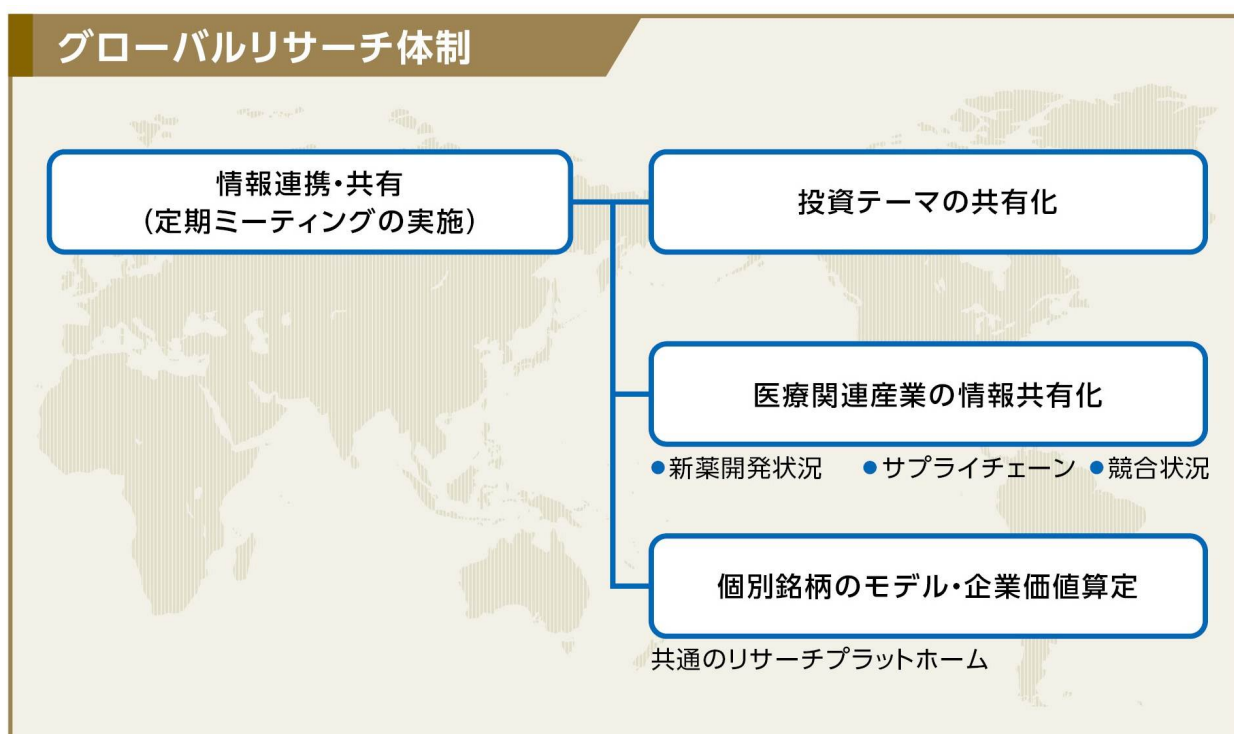 グローバルリサーチ体制
情報連携・共有
(定期ミーティングの実施)
投資テーマの共有化
医療関連産業の情報共有化
●新薬開発状況 ●サプライチェーン ●競合状況
個別銘柄のモデル・企業価値算定
共通のリサーチプラットホーム